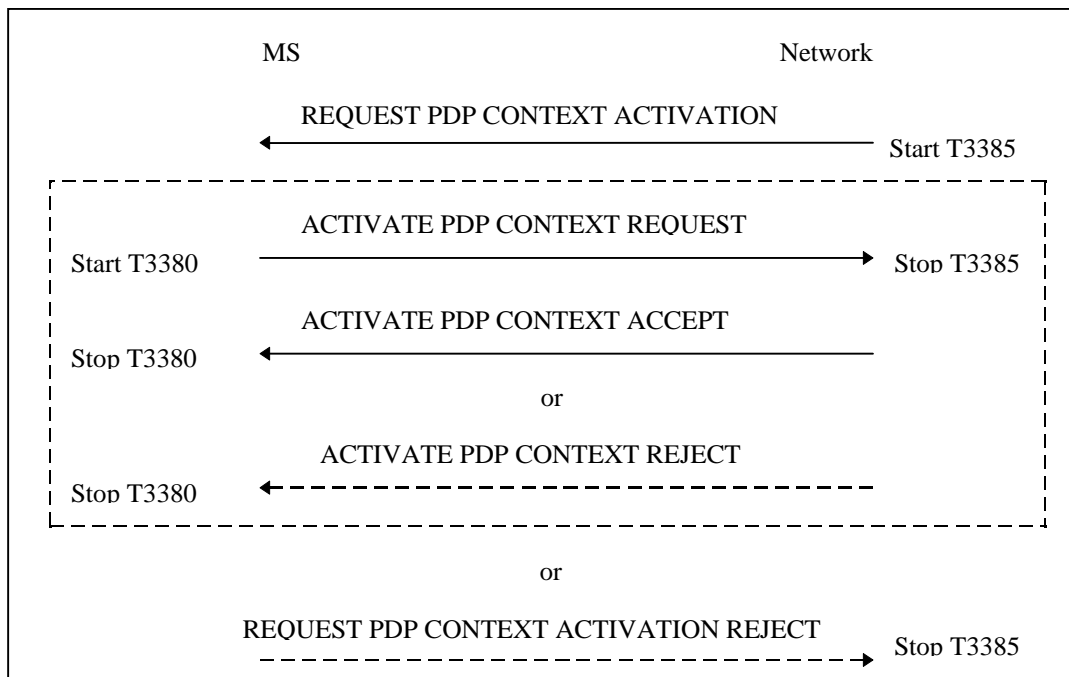 MS Network
REQUEST PDP CONTEXT ACTIVATION
Start T3385
ACTIVATE PDP CONTEXT REQUEST
Start T3380 Stop T3385
ACTIVATE PDP CONTEXT ACCEPT
Stop T3380
or
ACTIVATE PDP CONTEXT REJECT
Stop T3380
or
REQUEST PDP CONTEXT ACTIVATION REJECT
Stop T3385